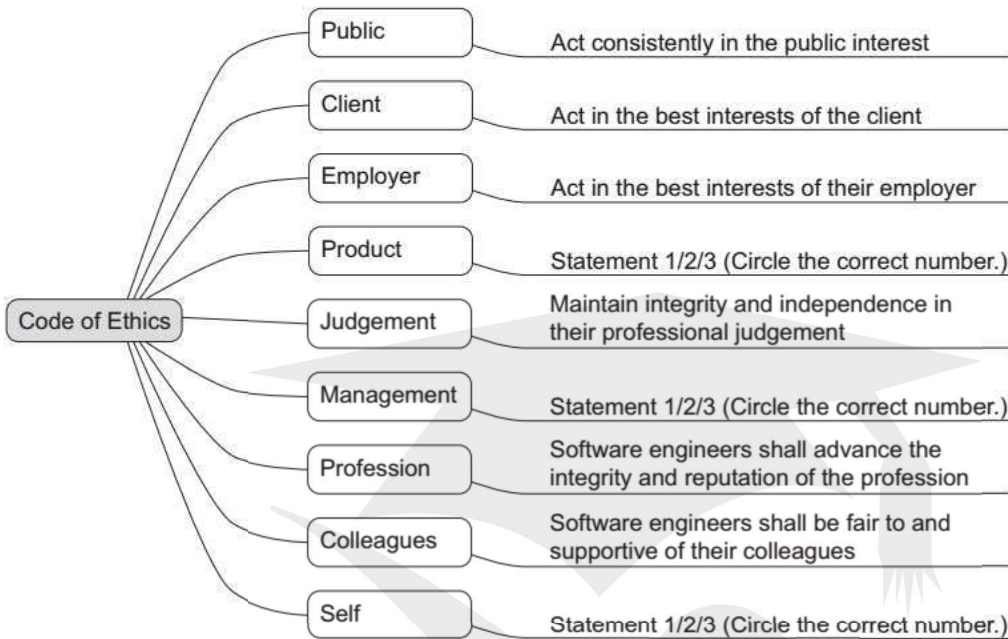 Public
Act consistently in the public interest
Client
Act in the best interests of the client
Employer
Act in the best interests of their employer
Product
Statement 1/2/3 (Circle the correct number.)
Code of Ethics
Judgement
Maintain integrity and independence in
their professional judgement
Management
Statement 1/2/3 (Circle the correct number.)
Profession
Software engineers shall advance the
integrity and reputation of the profession
Colleagues
Software engineers shall be fair to and
supportive of their colleagues
Self
Statement 1/2/3 (Circle the correct number.)